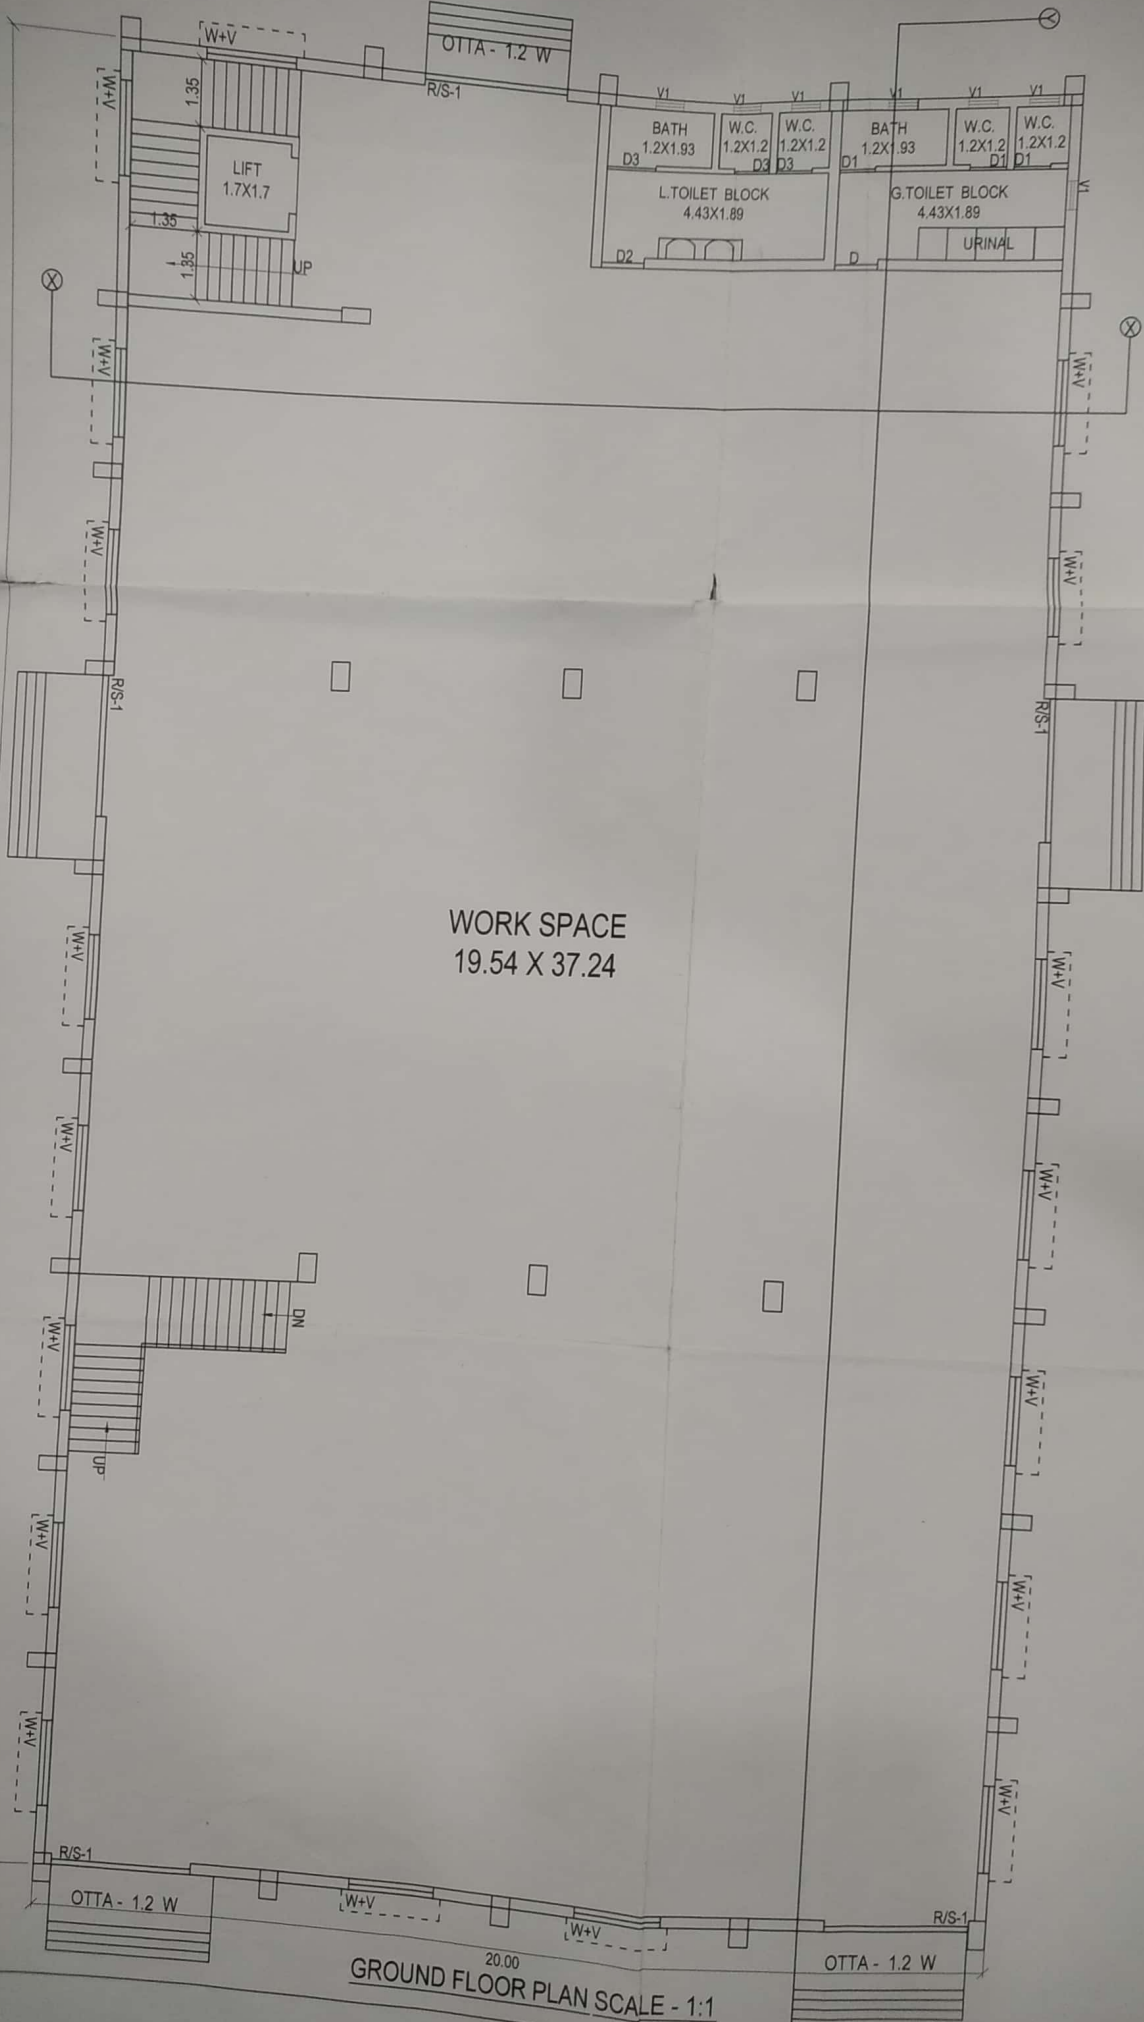 W+V
OTTA - 1.2 W
R/S-1
W+V
1.35
LIFT
1.7X1.7
1.35
1.35
UP
V1
V1
V1
V1
V1
V1
BATH
1.2X1.93
W.C.
1.2X1.2
W.C.
1.2X1.2
BATH
1.2X1.93
W.C.
1.2X1.2
W.C.
1.2X1.2
D3
D3
D3
D1
D1
D1
L.TOILET BLOCK
4.43X1.89
G.TOILET BLOCK
4.43X1.89
V1
URINAL
D2
D
Y
X
X
W+V
W+V
W+V
W+V
R/S-1
R/S-1
WORK SPACE
19.54 X 37.24
W+V
W+V
W+V
W+V
DN
UP
W+V
W+V
W+V
W+V
W+V
W+V
R/S-1
OTTA - 1.2 W
W+V
W+V
R/S-1
OTTA - 1.2 W
20.00
GROUND FLOOR PLAN SCALE - 1:1